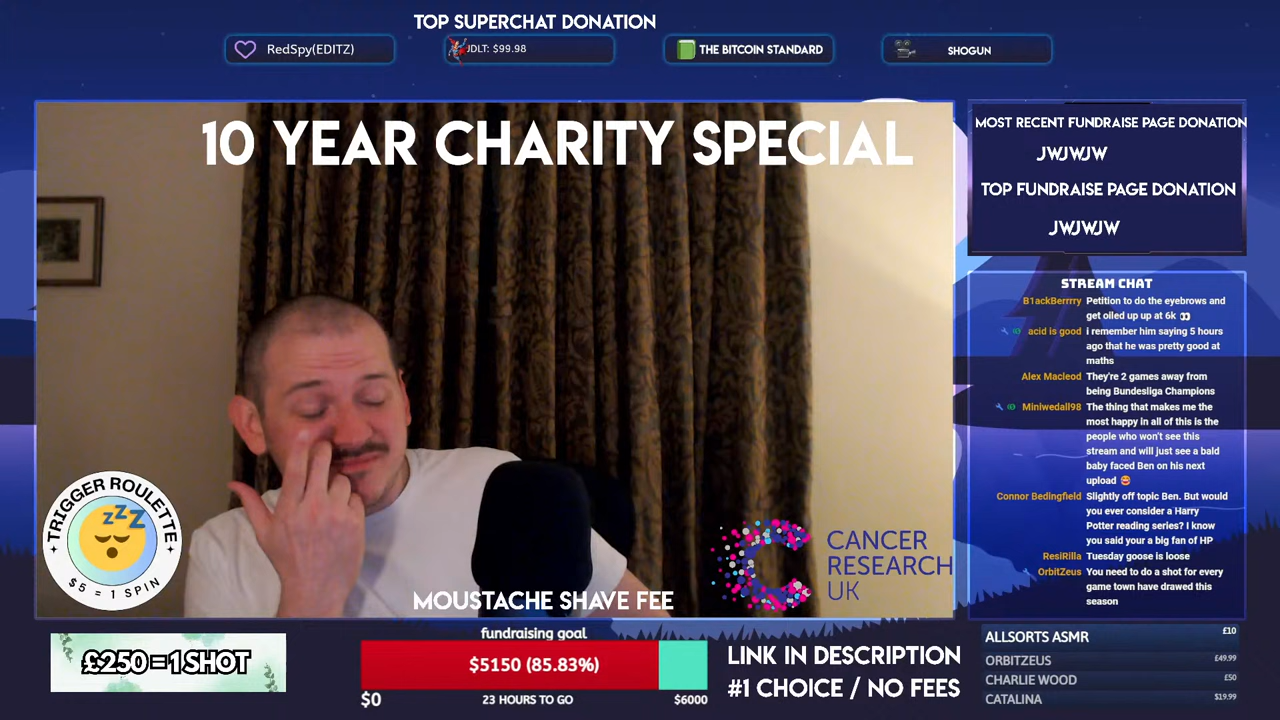 TOP SUPERCHAT DONATION
RedSpy(EDITZ)
JDLT: $99.98
THE BITCOIN STANDARD
SHOGUN
10 YEAR CHARITY SPECIAL
MOST RECENT FUNDRAISE PAGE DONATION
JWJWJW
TOP FUNDRAISE PAGE DONATION
JWJWJW
STREAM CHAT
B1ackBerrrry Petition to do the eyebrows and
get oiled up up at 6k 👀
acid is good i remember him saying 5 hours
ago that he was pretty good at
maths
Alex Macleod They're 2 games away from
being Bundesliga Champions
Miniwedall98 The thing that makes me the
most happy in all of this is the
people who won't see this
stream and will just see a bald
baby faced Ben on his next
upload 🥰
Connor Bedingfield Slightly off topic Ben. But would
you ever consider a Harry
Potter reading series? I know
you said your a big fan of HP
ResiRilla Tuesday goose is loose
OrbitZeus You need to do a shot for every
game town have drawed this
season
TRIGGER ROULETTE
zzZ
$5 = 1 SPIN
CANCER
RESEARCH
UK
MOUSTACHE SHAVE FEE
fundraising goal
£250 = 1 SHOT
$5150 (85.83%)
$0
23 HOURS TO GO
$6000
LINK IN DESCRIPTION
#1 CHOICE / NO FEES
ALLSORTS ASMR £10
ORBITZEUS £49.99
CHARLIE WOOD £50
CATALINA $19.99